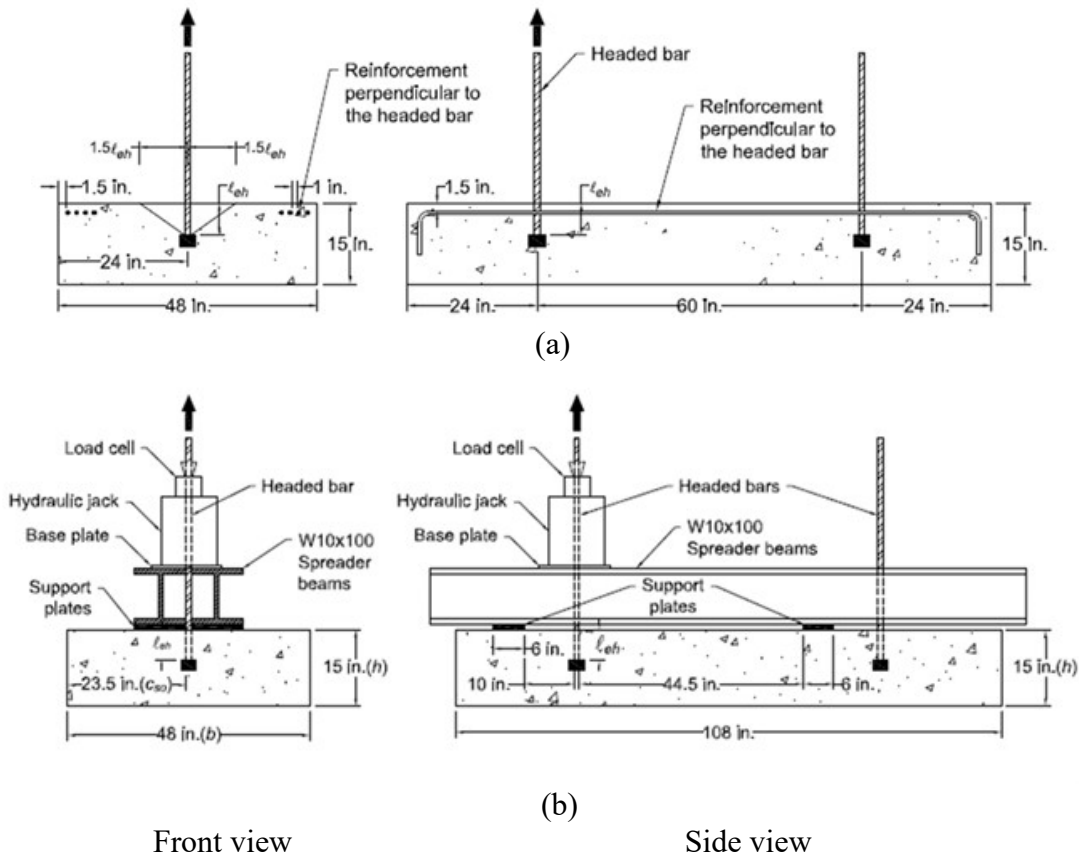 Headed bar
Reinforcement
perpendicular to
the headed bar
Reinforcement
perpendicular to
the headed bar
1.5ℓeh
1.5ℓeh
1.5 in.
1 in.
ℓeh
24 in.
15 in.
48 in.
1.5 in.
ℓeh
15 in.
24 in.
60 in.
24 in.
(a)
Load cell
Hydraulic jack
Base plate
Support
plates
Headed bar
W10x100
Spreader
beams
ℓeh
23.5 in.(cso)
15 in.(h)
48 in.(b)
Load cell
Hydraulic jack
Base plate
Headed bars
W10x100
Spreader beams
Support
plates
6 in.
ℓeh
10 in.
44.5 in.
6 in.
15 in.(h)
108 in.
(b)
Front view
Side view